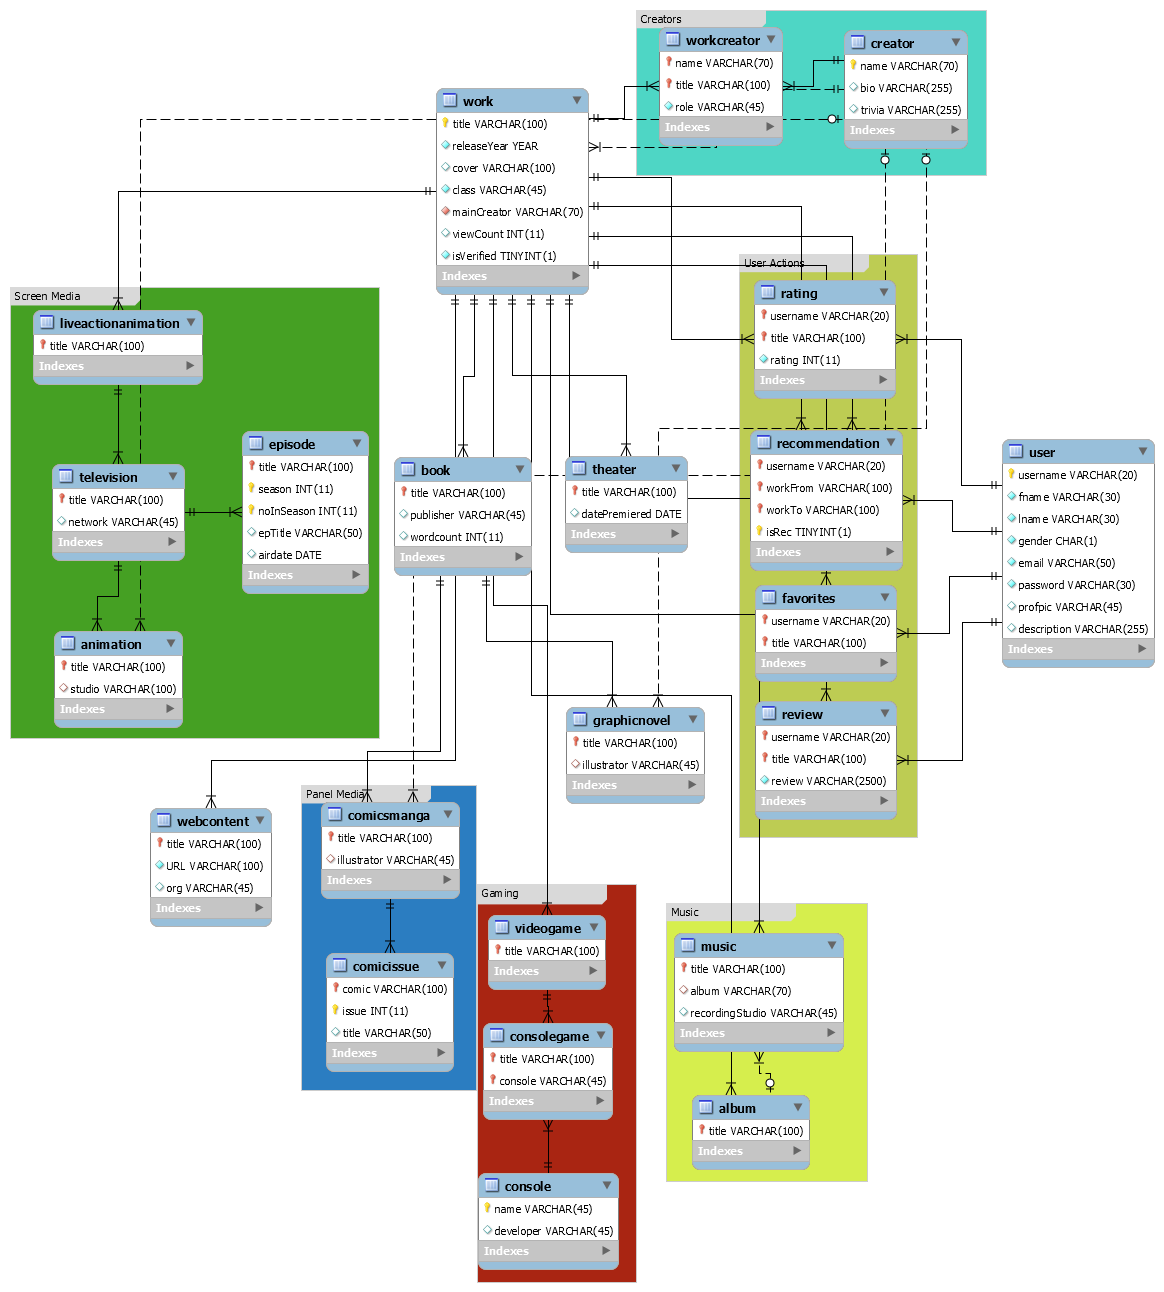 Creators
workcreator
name VARCHAR(70)
title VARCHAR(100)
role VARCHAR(45)
Indexes
creator
name VARCHAR(70)
bio VARCHAR(255)
trivia VARCHAR(255)
Indexes
work
title VARCHAR(100)
releaseYear YEAR
cover VARCHAR(100)
class VARCHAR(45)
mainCreator VARCHAR(70)
viewCount INT(11)
isVerified TINYINT(1)
Indexes
User Actions
rating
username VARCHAR(20)
title VARCHAR(100)
rating INT(11)
Indexes
recommendation
username VARCHAR(20)
workFrom VARCHAR(100)
workTo VARCHAR(100)
isRec TINYINT(1)
Indexes
favorites
username VARCHAR(20)
title VARCHAR(100)
Indexes
review
username VARCHAR(20)
title VARCHAR(100)
review VARCHAR(2500)
Indexes
user
username VARCHAR(20)
fname VARCHAR(30)
lname VARCHAR(30)
gender CHAR(1)
email VARCHAR(50)
password VARCHAR(30)
profpic VARCHAR(45)
description VARCHAR(255)
Indexes
Screen Media
liveactionanimation
title VARCHAR(100)
Indexes
television
title VARCHAR(100)
network VARCHAR(45)
Indexes
episode
title VARCHAR(100)
season INT(11)
noInSeason INT(11)
epTitle VARCHAR(50)
airdate DATE
Indexes
animation
title VARCHAR(100)
studio VARCHAR(100)
Indexes
book
title VARCHAR(100)
publisher VARCHAR(45)
wordcount INT(11)
Indexes
theater
title VARCHAR(100)
datePremiered DATE
Indexes
graphicnovel
title VARCHAR(100)
illustrator VARCHAR(45)
Indexes
webcontent
title VARCHAR(100)
URL VARCHAR(100)
org VARCHAR(45)
Indexes
Panel Media
comicsmanga
title VARCHAR(100)
illustrator VARCHAR(45)
Indexes
comicissue
comic VARCHAR(100)
issue INT(11)
title VARCHAR(50)
Indexes
Gaming
videogame
title VARCHAR(100)
Indexes
consolegame
title VARCHAR(100)
console VARCHAR(45)
Indexes
console
name VARCHAR(45)
developer VARCHAR(45)
Indexes
Music
music
title VARCHAR(100)
album VARCHAR(70)
recordingStudio VARCHAR(45)
Indexes
album
title VARCHAR(100)
Indexes